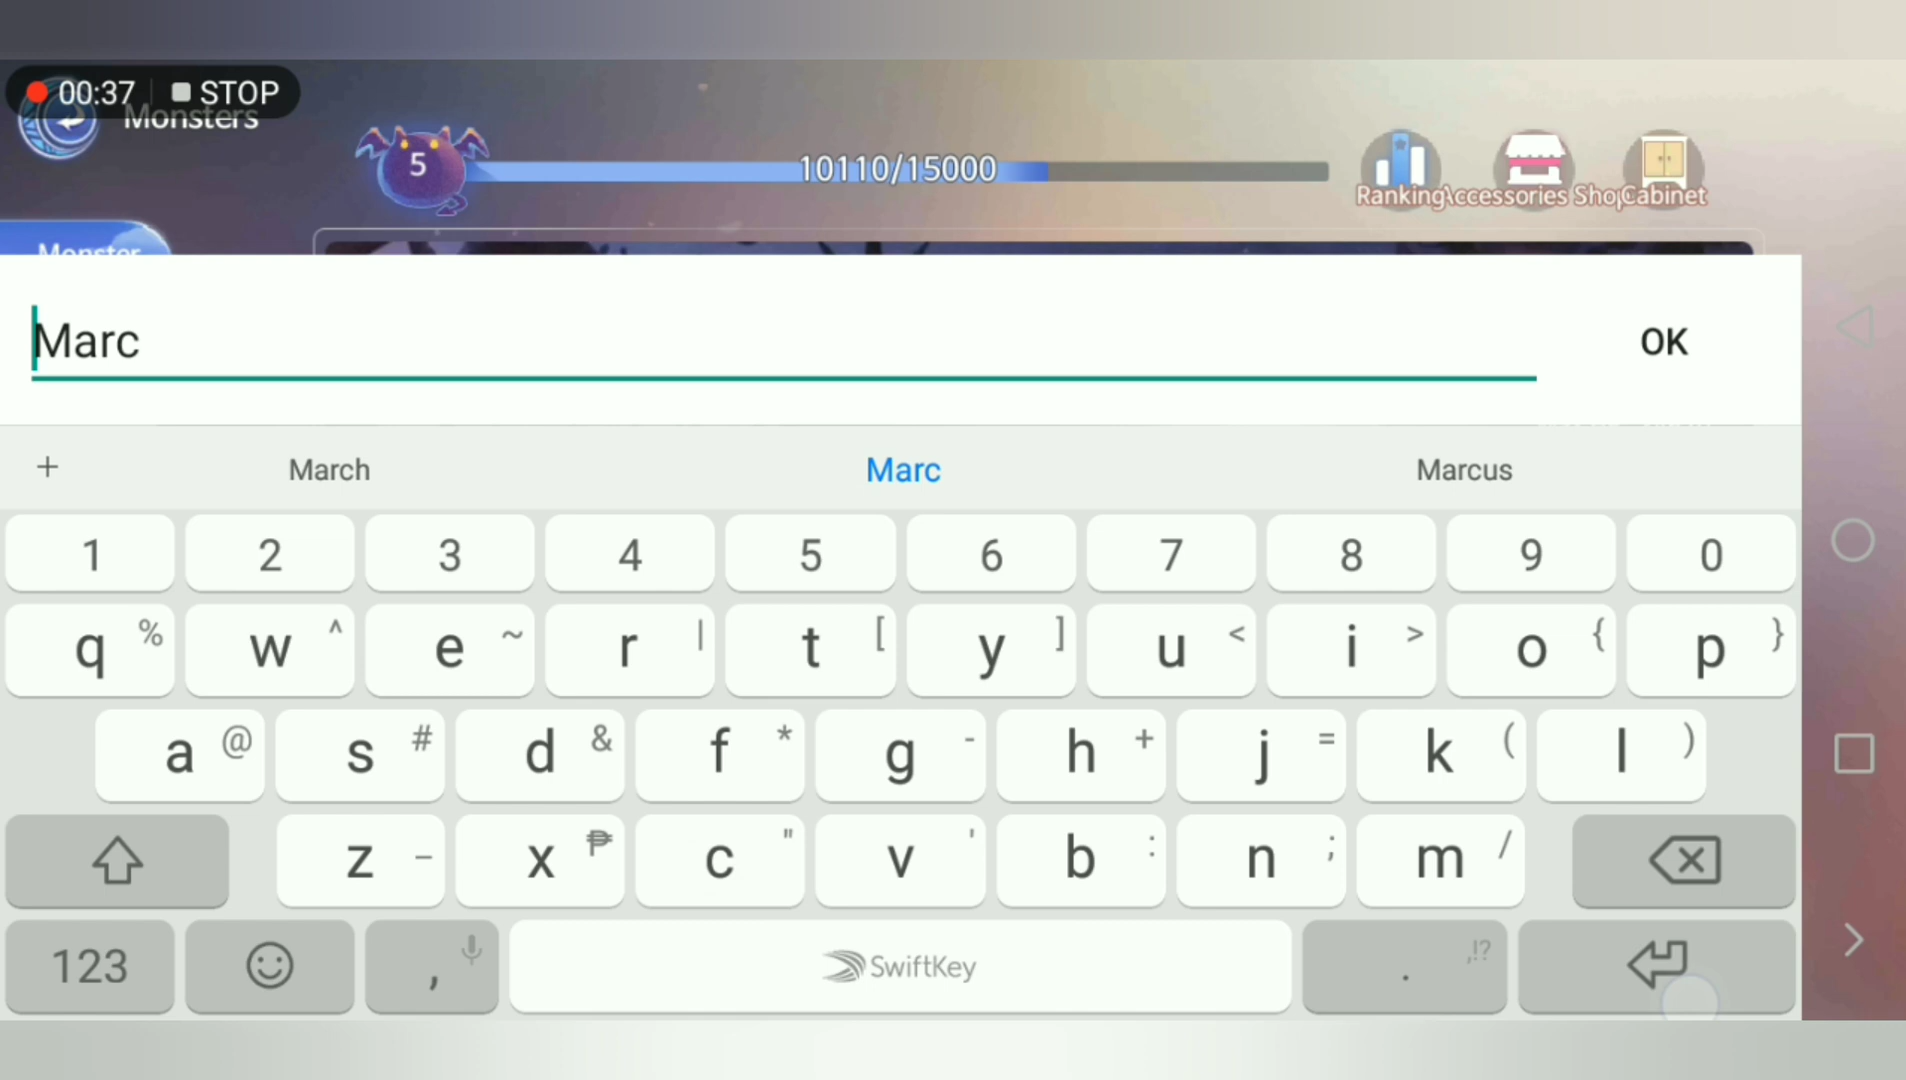 00:37 STOP
Monsters
5
10110/15000
Ranking Accessories Shop Cabinet
Monster
Marc
OK
+ March Marc Marcus
1 2 3 4 5 6 7 8 9 0
q % w ^ e ~ r | t [ y ] u < i > o { p }
a @ s # d & f * g - h + j = k ( l )
z _ x ₱ c " v ' b : n ; m /
123 , SwiftKey . ,!?